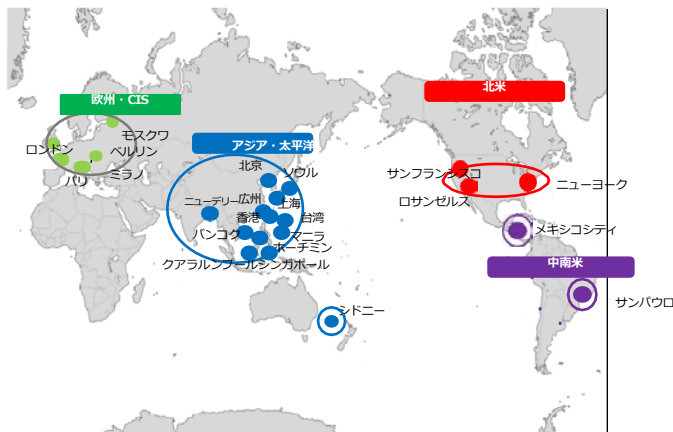 欧州・CIS
モスクワ
ロンドン
ベルリン
パリ
ミラノ
アジア・太平洋
北京
ソウル
ニューデリー
広州
上海
香港
台湾
バンコク
マニラ
ホーチミン
クアラルンプール
シンガポール
シドニー
北米
サンフランシスコ
ニューヨーク
ロサンゼルス
メキシコシティ
中南米
サンパウロ